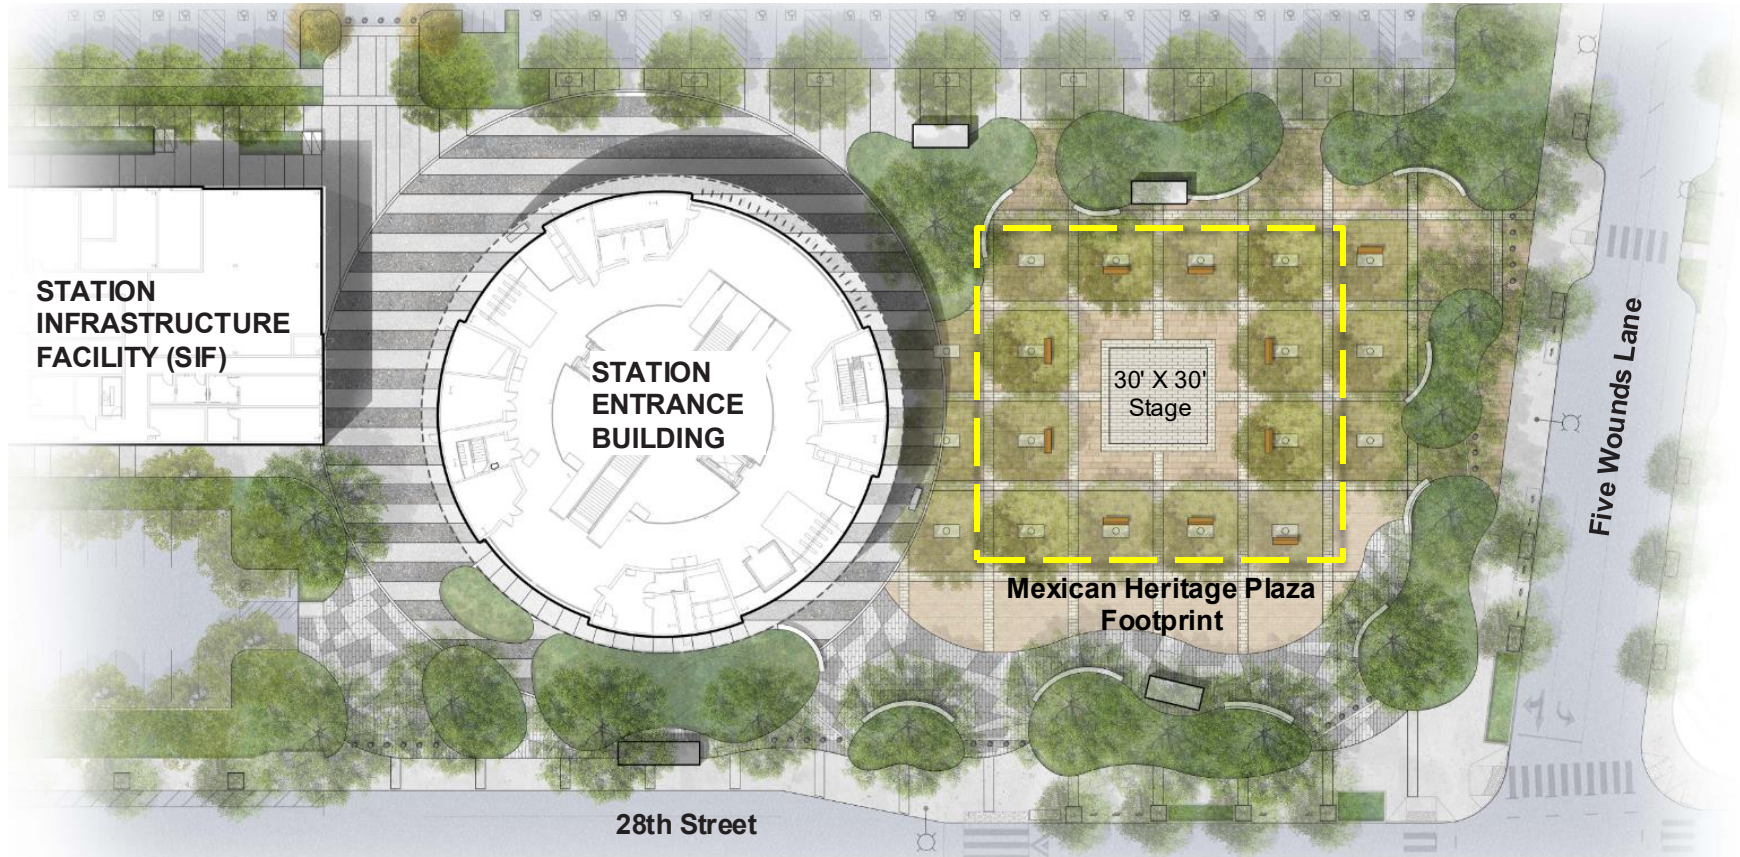 STATION
INFRASTRUCTURE
FACILITY (SIF)
STATION
ENTRANCE
BUILDING
30' X 30'
Stage
Mexican Heritage Plaza
Footprint
Five Wounds Lane
28th Street